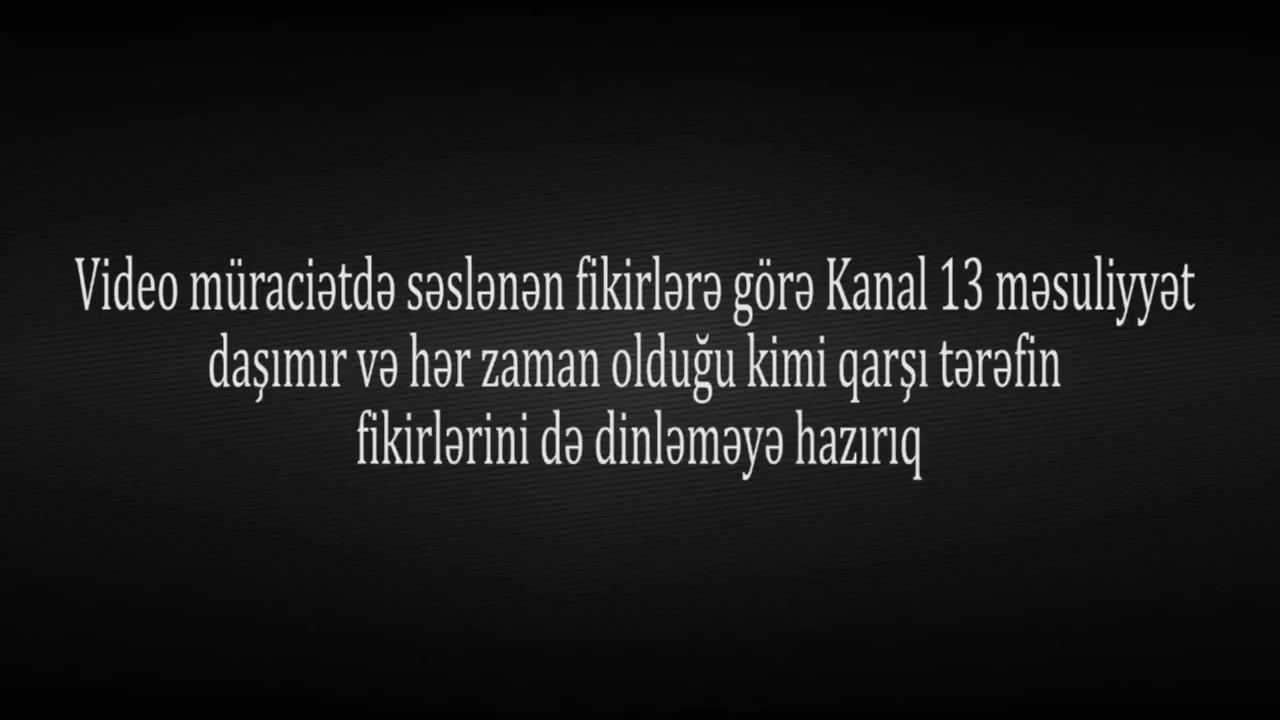 Video müraciətdə səslənən fikirlərə görə Kanal 13 məsuliyyət
daşımır və hər zaman olduğu kimi qarşı tərəfin
fikirlərini də dinləməyə hazırıq